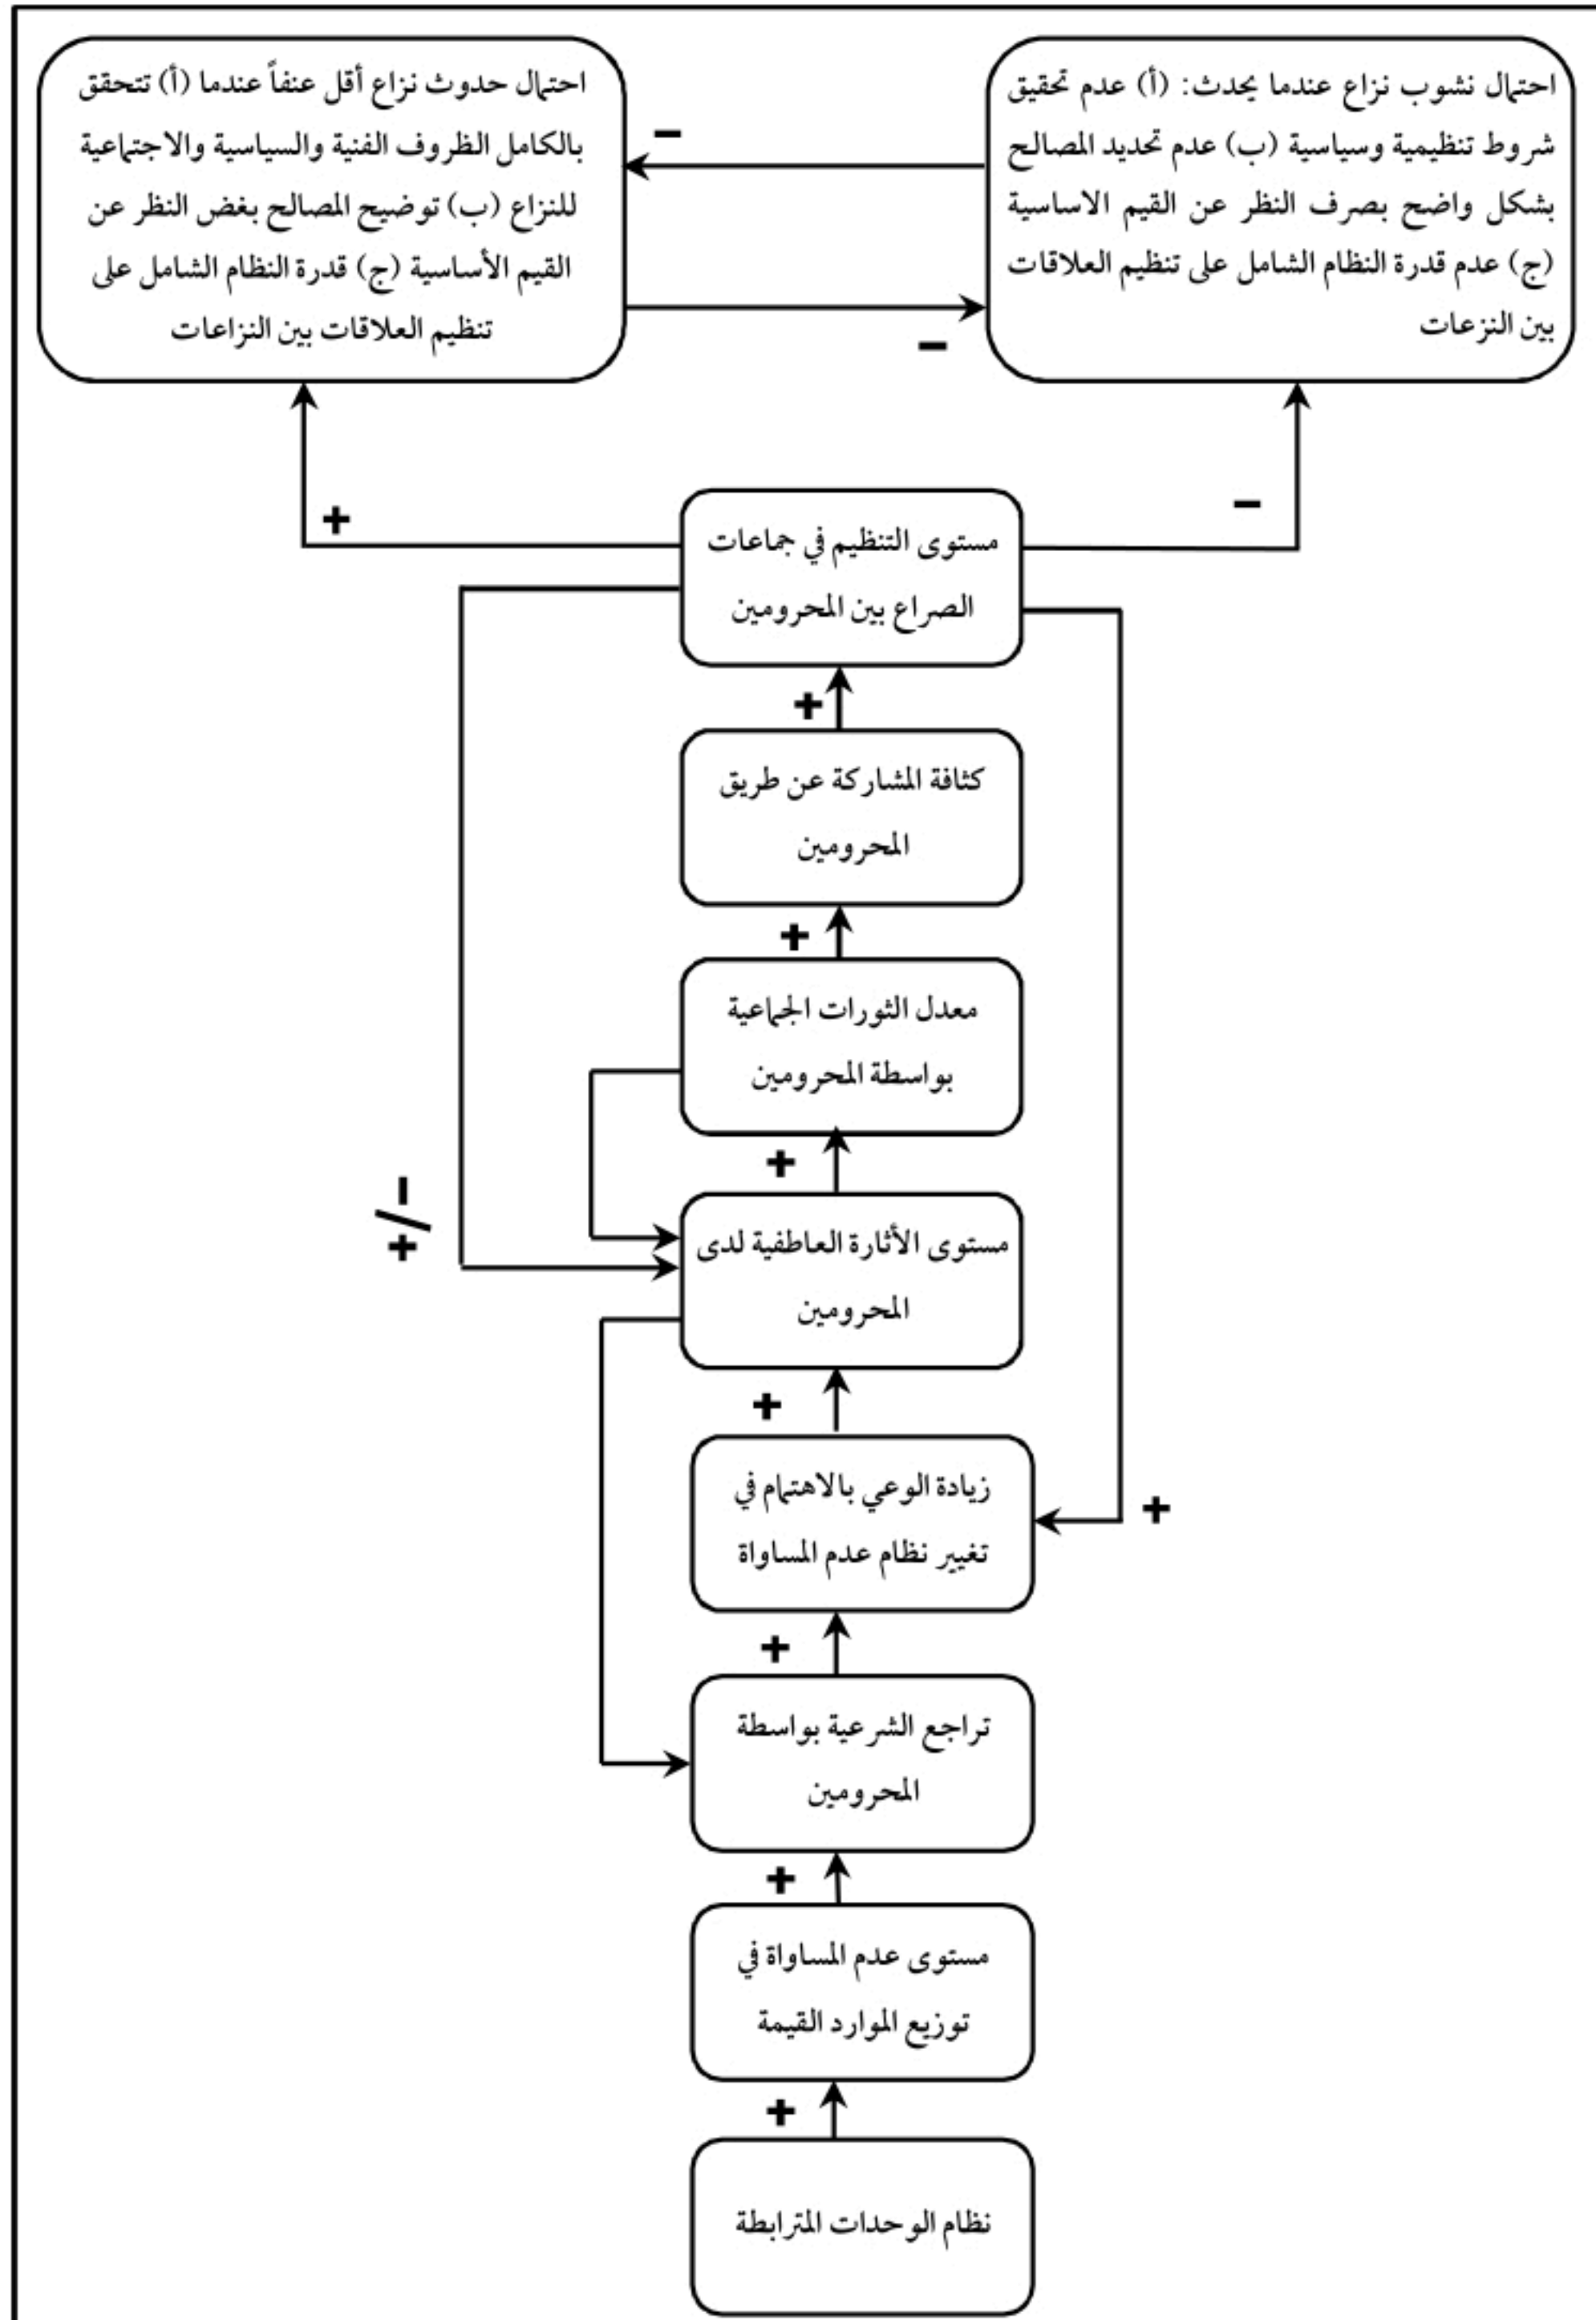 احتمال نشوب نزاع عندما يحدث: (أ) عدم تحقيق
شروط تنظيمية وسياسية (ب) عدم تحديد المصالح
بشكل واضح بصرف النظر عن القيم الاساسية
(ج) عدم قدرة النظام الشامل على تنظيم العلاقات
بين النزعات
احتمال حدوث نزاع أقل عنفاً عندما (أ) تتحقق
بالكامل الظروف الفنية والسياسية والاجتماعية
للنزاع (ب) توضيح المصالح بغض النظر عن
القيم الأساسية (ج) قدرة النظام الشامل على
تنظيم العلاقات بين النزاعات
–
–
–
+
مستوى التنظيم في جماعات
الصراع بين المحرومين
+
كثافة المشاركة عن طريق
المحرومين
+
معدل الثورات الجماعية
بواسطة المحرومين
+
+/–
مستوى الأثارة العاطفية لدى
المحرومين
+
زيادة الوعي بالاهتمام في
تغيير نظام عدم المساواة
+
+
تراجع الشرعية بواسطة
المحرومين
+
مستوى عدم المساواة في
توزيع الموارد القيمة
+
نظام الوحدات المترابطة